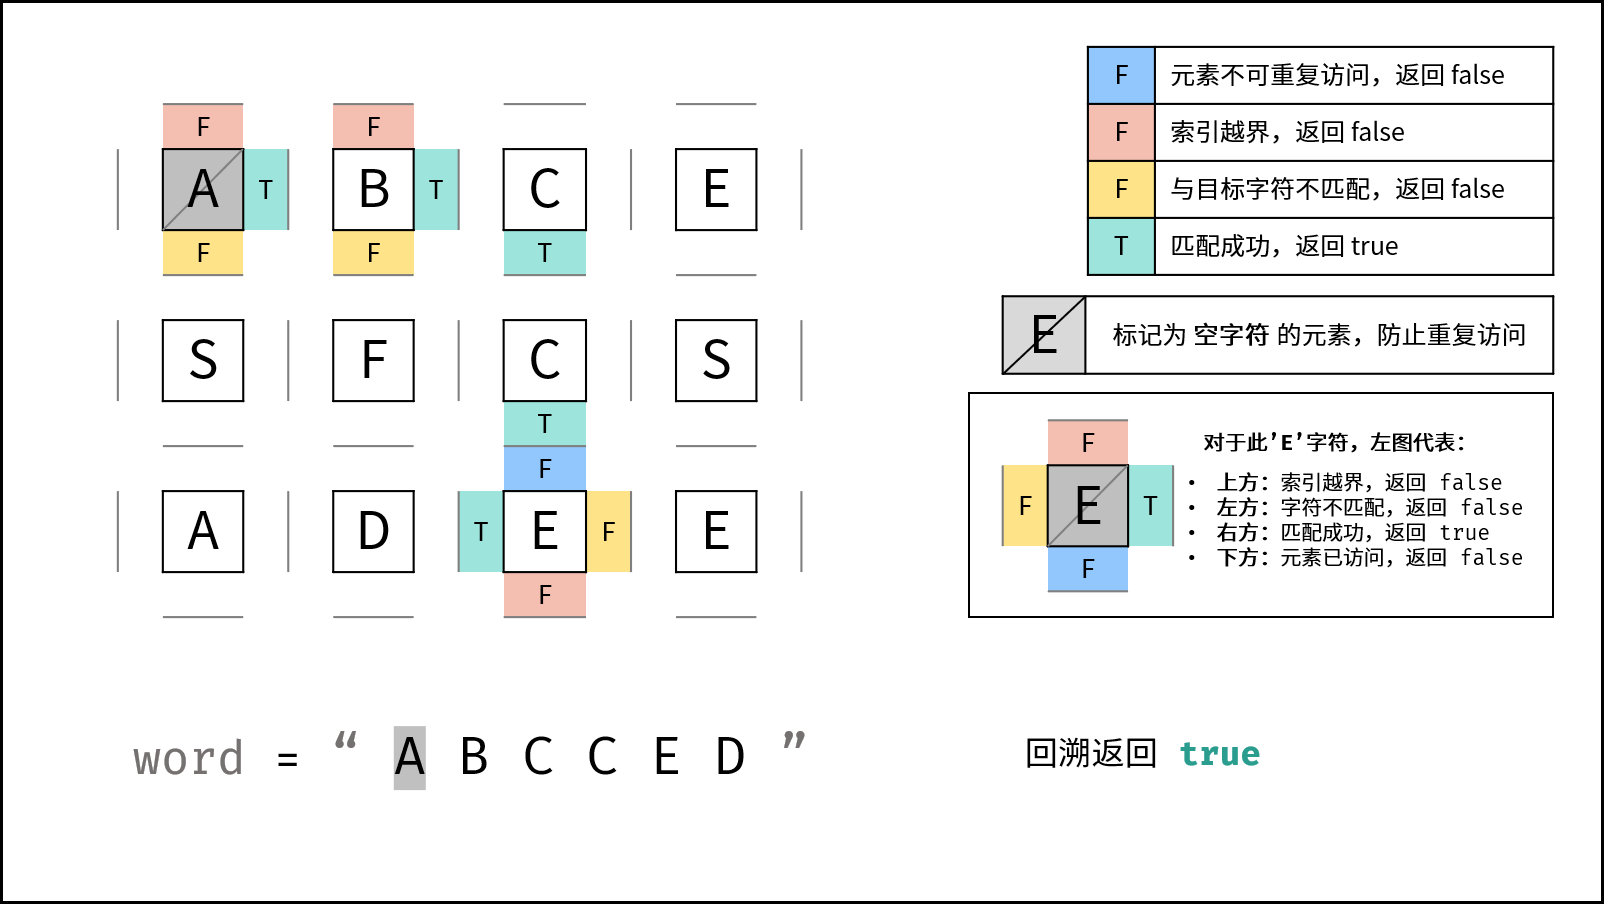 F F
A T B T C E
F F T
S F C S
T
F
A D T E F E
F
word = “ A B C C E D ”
F 元素不可重复访问，返回 false
F 索引越界，返回 false
F 与目标字符不匹配，返回 false
T 匹配成功，返回 true
E 标记为 空字符 的元素，防止重复访问
F
F E T
F
对于此'E'字符，左图代表：
• 上方：索引越界，返回 false
• 左方：字符不匹配，返回 false
• 右方：匹配成功，返回 true
• 下方：元素已访问，返回 false
回溯返回 true